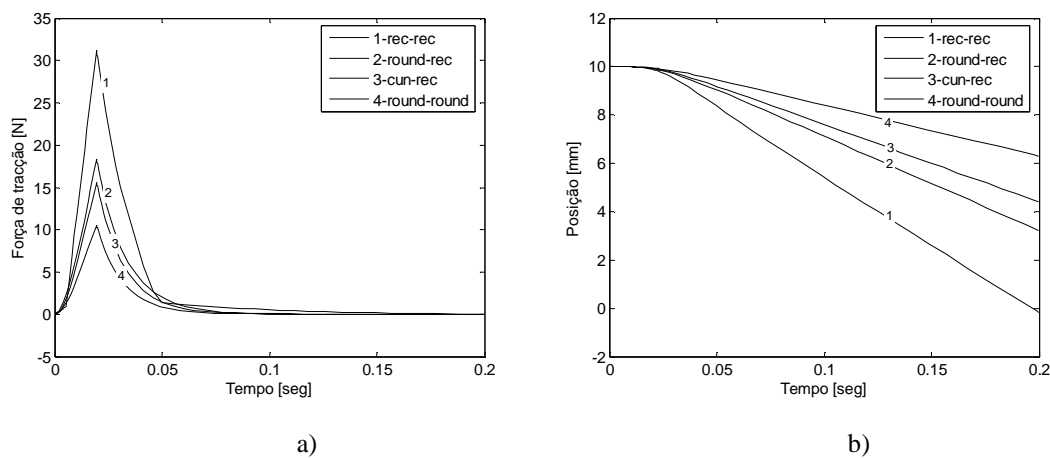 35
30
25
20
15
10
5
0
-5
Força de tracção [N]
1-rec-rec
2-round-rec
3-cun-rec
4-round-round
1
2
3
4
0
0.05
0.1
0.15
0.2
Tempo [seg]
a)
12
10
8
6
4
2
0
-2
Posição [mm]
1-rec-rec
2-round-rec
3-cun-rec
4-round-round
4
3
2
1
0
0.05
0.1
0.15
0.2
Tempo [seg]
b)